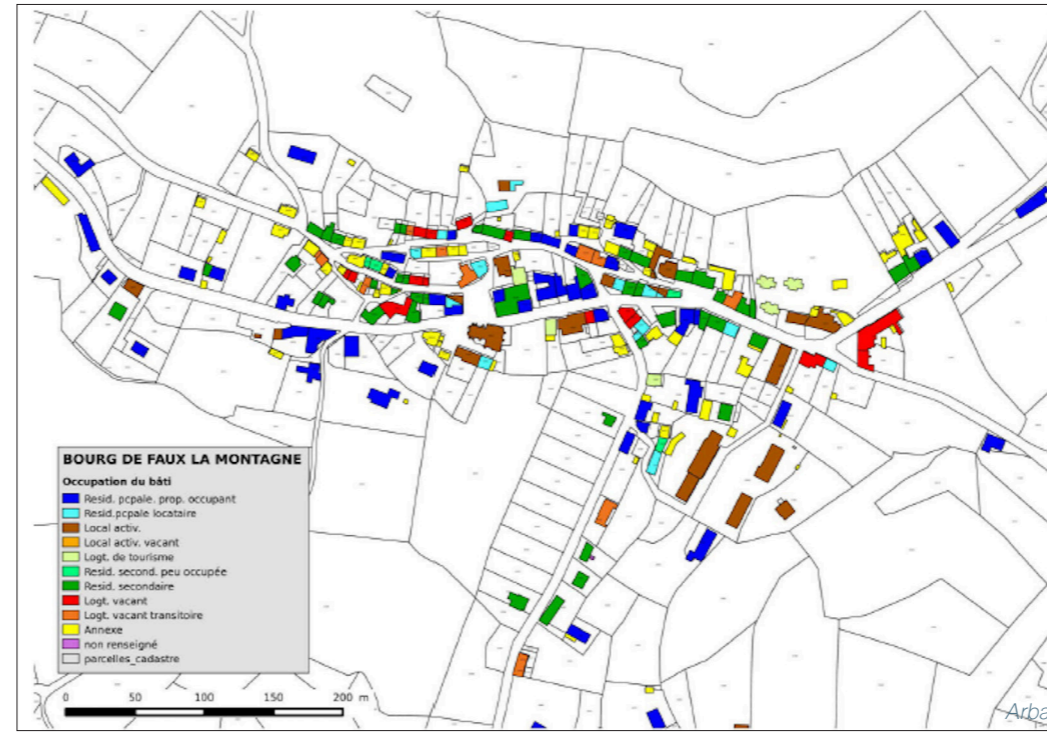 BOURG DE FAUX LA MONTAGNE
Occupation du bâti
Resid. pcpale. prop. occupant
Resid.pcpale locataire
Local activ.
Local activ. vacant
Logt. de tourisme
Resid. second. peu occupée
Resid. secondaire
Logt. vacant
Logt. vacant transitoire
Annexe
non renseigné
parcelles_cadastre
0 50 100 150 200 m
Arba